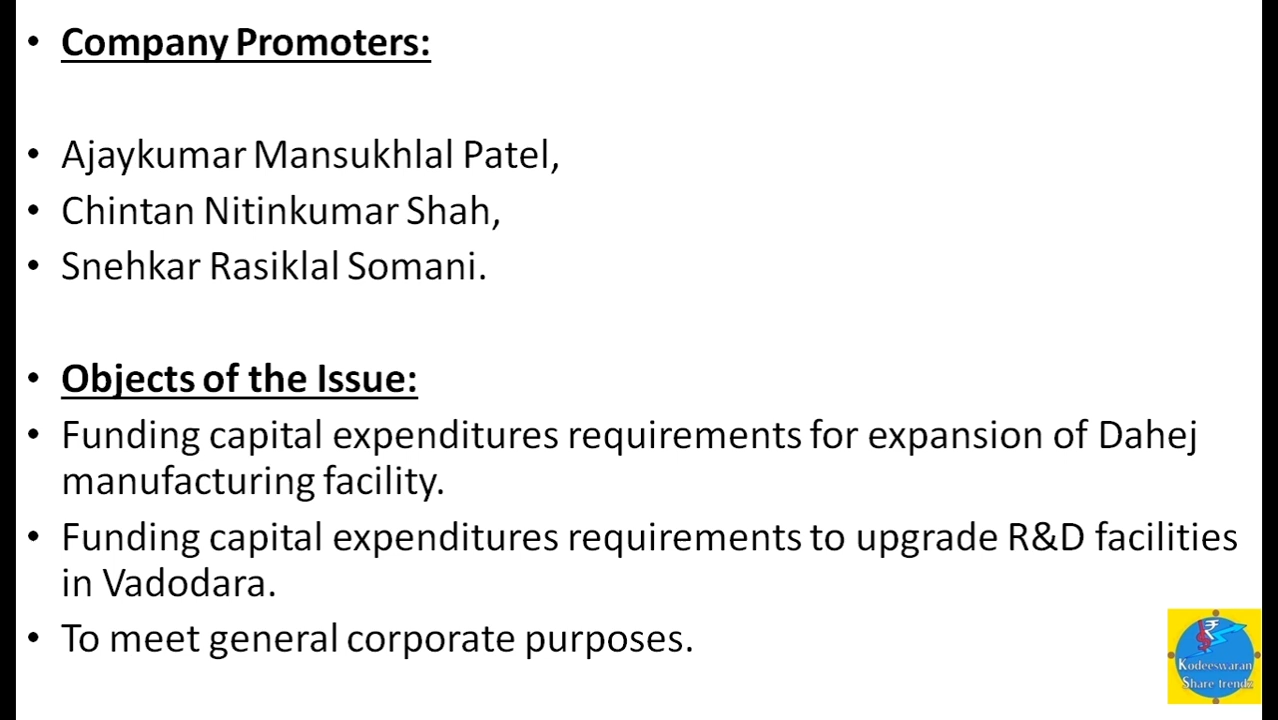 • Company Promoters:
• Ajaykumar Mansukhlal Patel,
• Chintan Nitinkumar Shah,
• Snehkar Rasiklal Somani.
• Objects of the Issue:
• Funding capital expenditures requirements for expansion of Dahej
manufacturing facility.
• Funding capital expenditures requirements to upgrade R&D facilities
in Vadodara.
• To meet general corporate purposes.
₹
Kodeeswaran
Share trendz